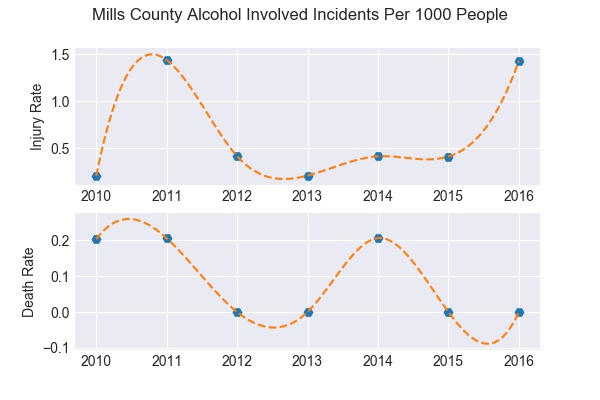 Mills County Alcohol Involved Incidents Per 1000 People
Injury Rate
1.5
1.0
0.5
2010 2011 2012 2013 2014 2015 2016
Death Rate
0.2
0.1
0.0
−0.1
2010 2011 2012 2013 2014 2015 2016